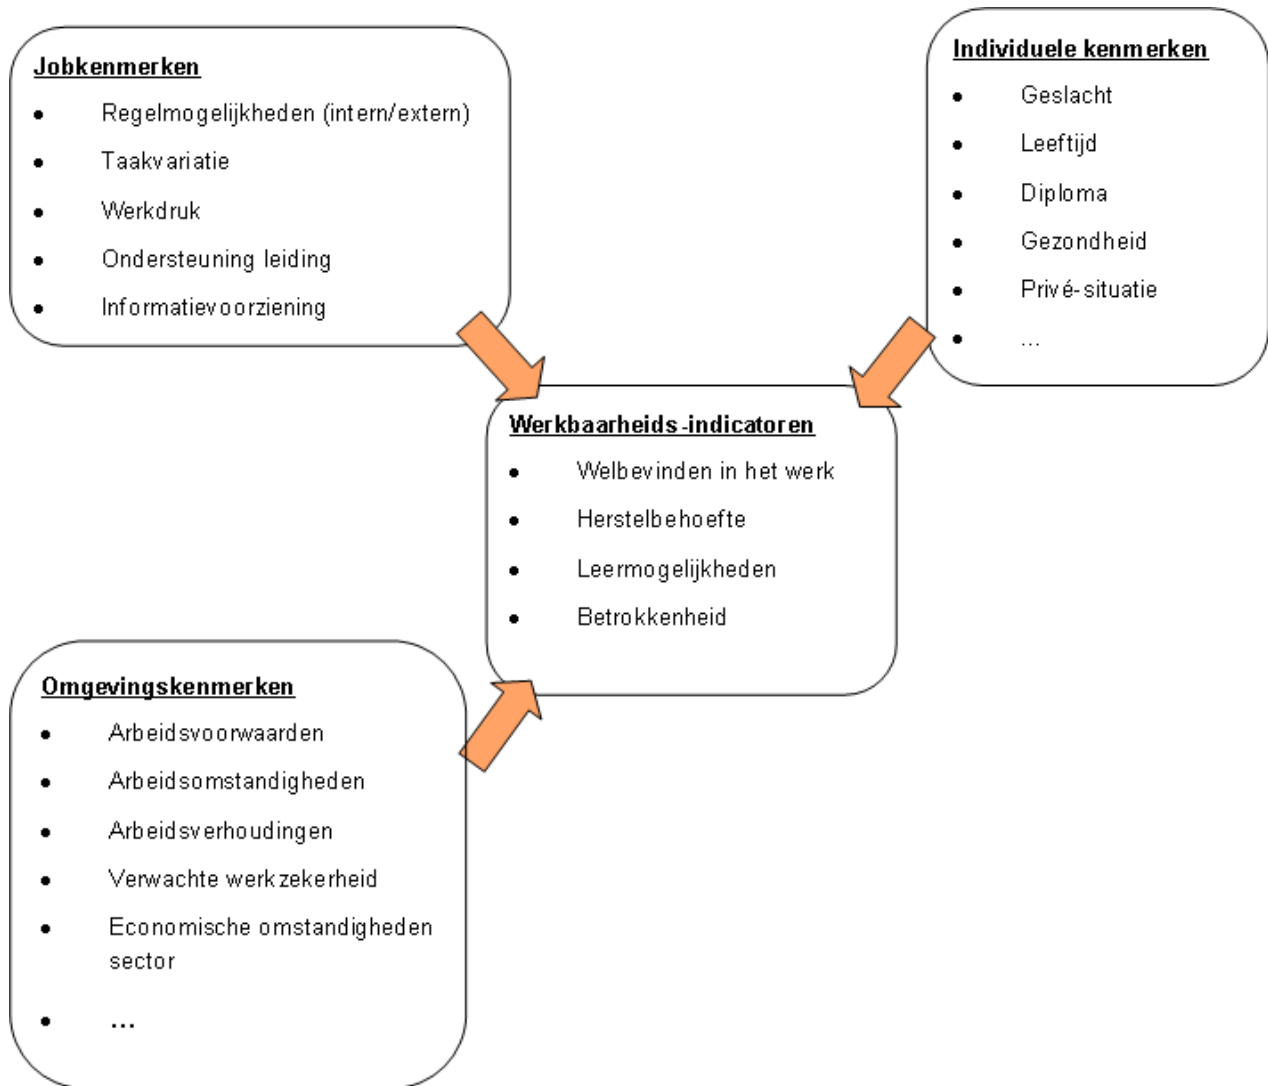 Jobkenmerken
• Regelmogelijkheden (intern/extern)
• Taakvariatie
• Werkdruk
• Ondersteuning leiding
• Informatievoorziening
Individuele kenmerken
• Geslacht
• Leeftijd
• Diploma
• Gezondheid
• Privé-situatie
• ...
Werkbaarheids-indicatoren
• Welbevinden in het werk
• Herstelbehoefte
• Leermogelijkheden
• Betrokkenheid
Omgevingskenmerken
• Arbeidsvoorwaarden
• Arbeidsomstandigheden
• Arbeidsverhoudingen
• Verwachte werkzekerheid
• Economische omstandigheden
sector
• ...